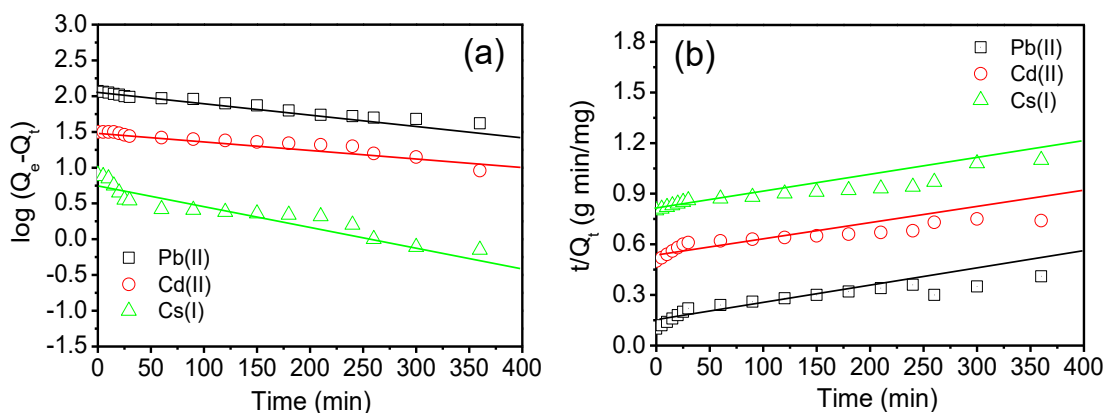 (a)
3.0
2.5
2.0
1.5
1.0
0.5
0.0
-0.5
-1.0
-1.5
log (Q_e-Q_t)
Pb(II)
Cd(II)
Cs(I)
0 50 100 150 200 250 300 350 400
Time (min)
(b)
1.8
1.5
1.2
0.9
0.6
0.3
0.0
t/Q_t (g min/mg)
Pb(II)
Cd(II)
Cs(I)
0 50 100 150 200 250 300 350 400
Time (min)